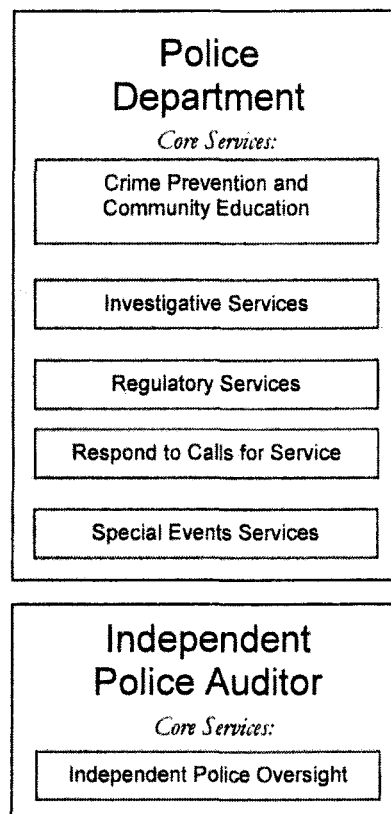 Police
Department
Core Services:
Crime Prevention and
Community Education
Investigative Services
Regulatory Services
Respond to Calls for Service
Special Events Services
Independent
Police Auditor
Core Services:
Independent Police Oversight